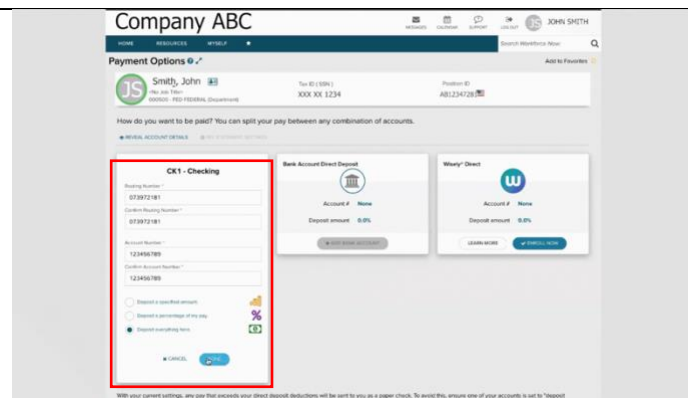 Company ABC
MESSAGES CALENDAR SUPPORT LOG OUT JS JOHN SMITH
HOME RESOURCES MYSELF
Search Workforce Now
Payment Options
Add to Favorites
JS
Smith, John
<No Job Title>
Tax ID (SSN)
XXX XX 1234
Position ID
How do you want to be paid? You can split your pay between any combination of accounts.
REVEAL ACCOUNT DETAILS
CK1 - Checking
Routing Number *
073972181
Confirm Routing Number *
073972181
Account Number *
123456789
Confirm Account Number *
123456789
Deposit a specified amount.
Deposit a percentage of my pay.
%
Deposit everything here.
CANCEL DONE
Bank Account Direct Deposit
Account # None
Deposit amount 0.0%
+ ADD BANK ACCOUNT
Wisely® Direct
W
Account # None
Deposit amount 0.0%
LEARN MORE ENROLL NOW
With your current settings, any pay that exceeds your direct deposit deductions will be sent to you as a paper check. To avoid this, ensure one of your accounts is set to "deposit